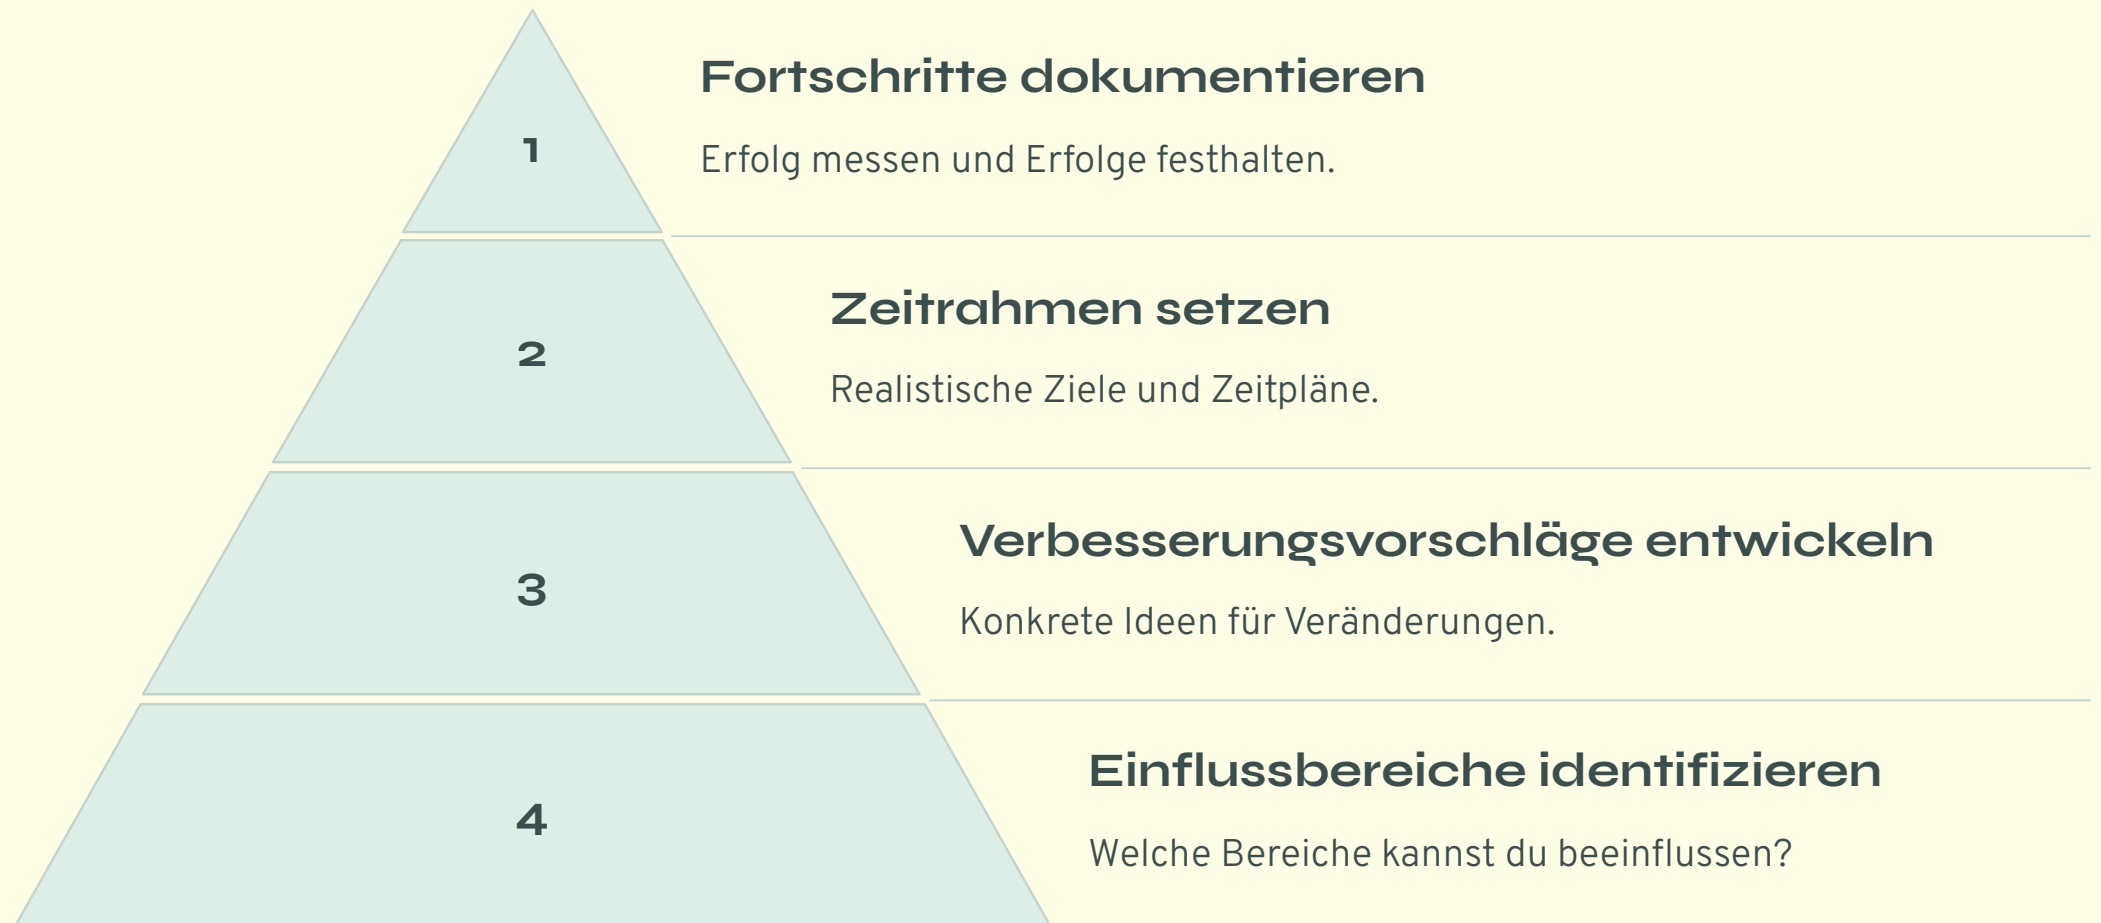 1
Fortschritte dokumentieren
Erfolg messen und Erfolge festhalten.
2
Zeitrahmen setzen
Realistische Ziele und Zeitpläne.
3
Verbesserungsvorschläge entwickeln
Konkrete Ideen für Veränderungen.
4
Einflussbereiche identifizieren
Welche Bereiche kannst du beeinflussen?